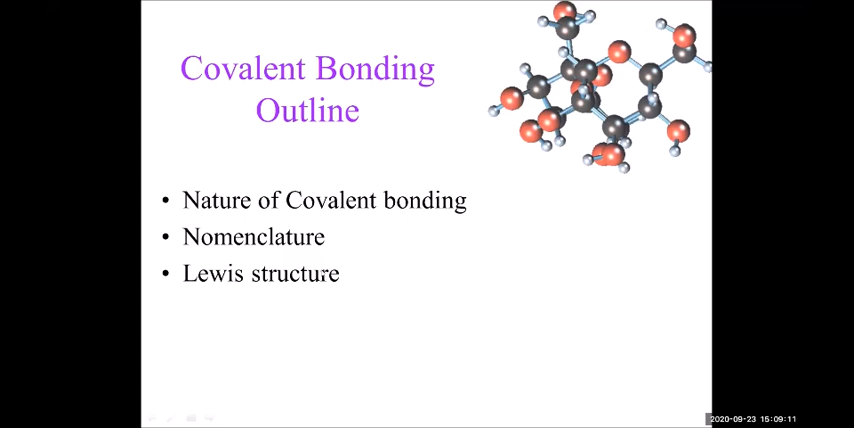 Covalent Bonding
Outline
• Nature of Covalent bonding
• Nomenclature
• Lewis structure
2020-09-23 15:09:11